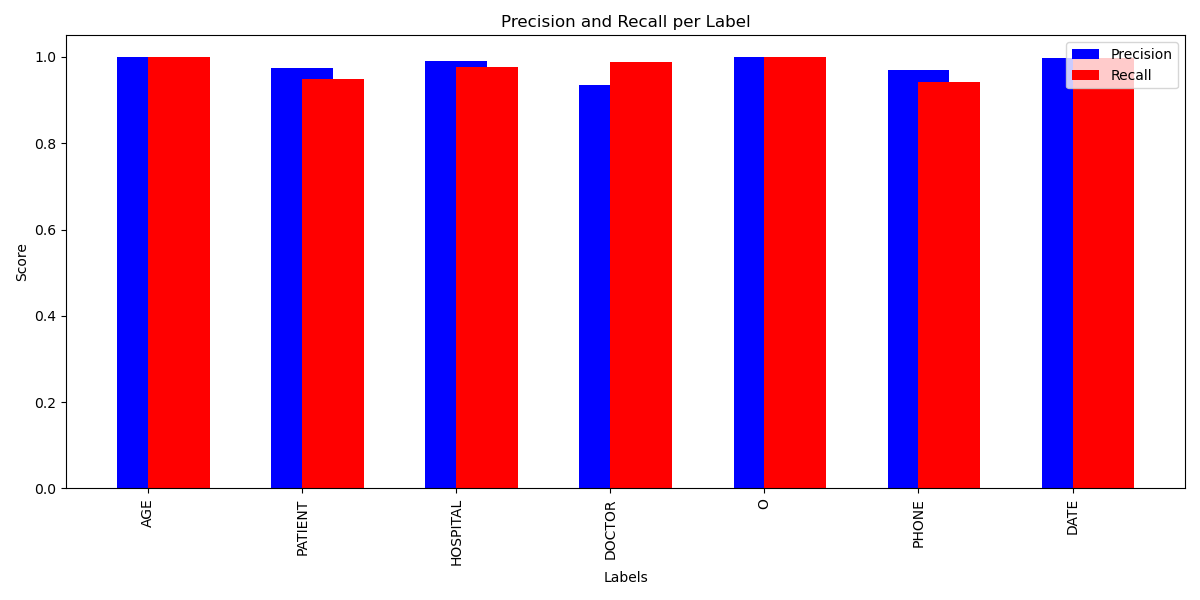 Precision and Recall per Label
Precision
Recall
1.0
0.8
0.6
0.4
0.2
0.0
Score
AGE
PATIENT
HOSPITAL
DOCTOR
O
PHONE
DATE
Labels